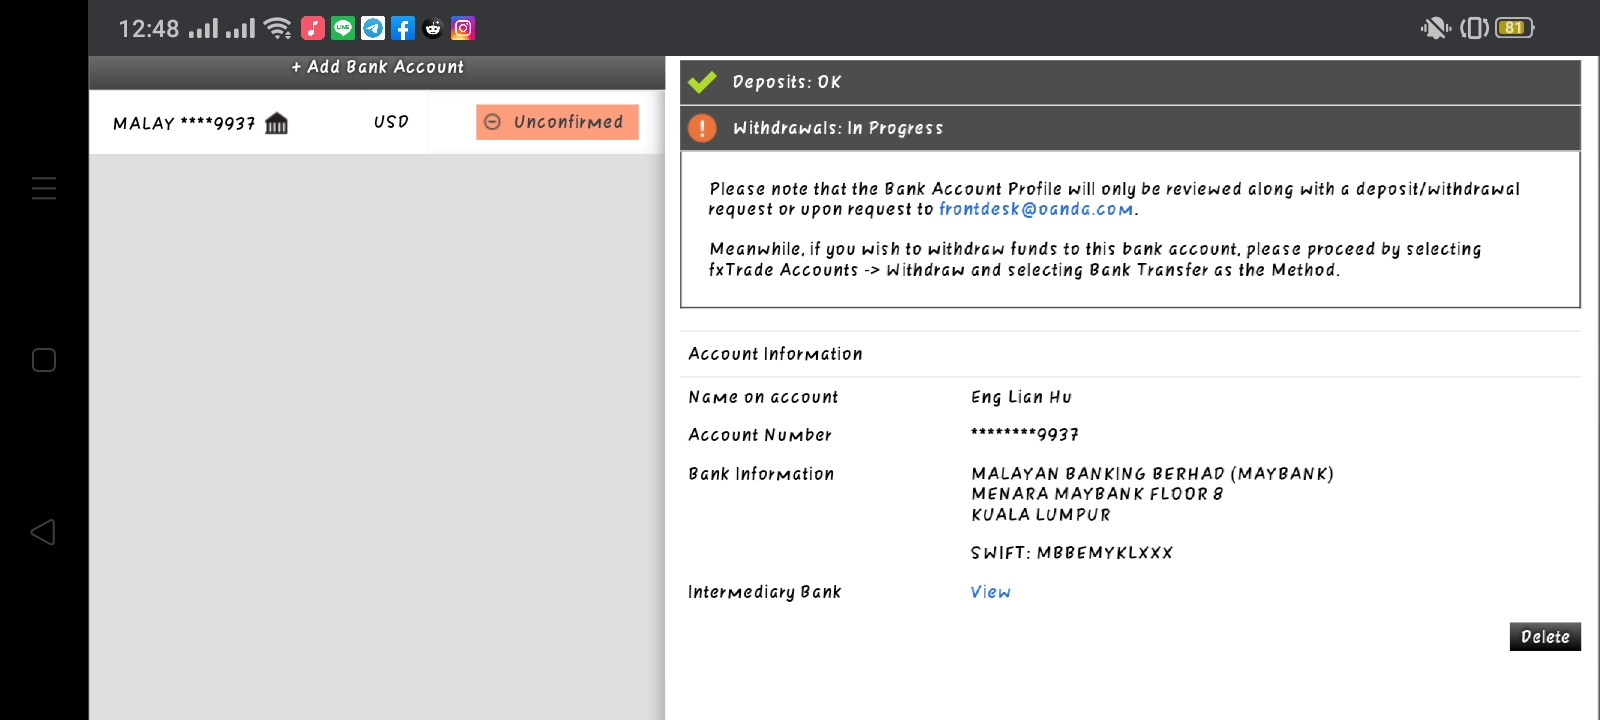 12:48
LINE
81
+ Add Bank Account
MALAY ****9937
USD
Unconfirmed
Deposits: OK
Withdrawals: In Progress
Please note that the Bank Account Profile will only be reviewed along with a deposit/withdrawal
request or upon request to frontdesk@oanda.com.
Meanwhile, if you wish to withdraw funds to this bank account, please proceed by selecting
fxTrade Accounts -> Withdraw and selecting Bank Transfer as the Method.
Account Information
Name on account Eng Lian Hu
Account Number ********9937
Bank Information MALAYAN BANKING BERHAD (MAYBANK)
MENARA MAYBANK FLOOR 8
KUALA LUMPUR
SWIFT: MBBEMYKLXXX
Intermediary Bank View
Delete